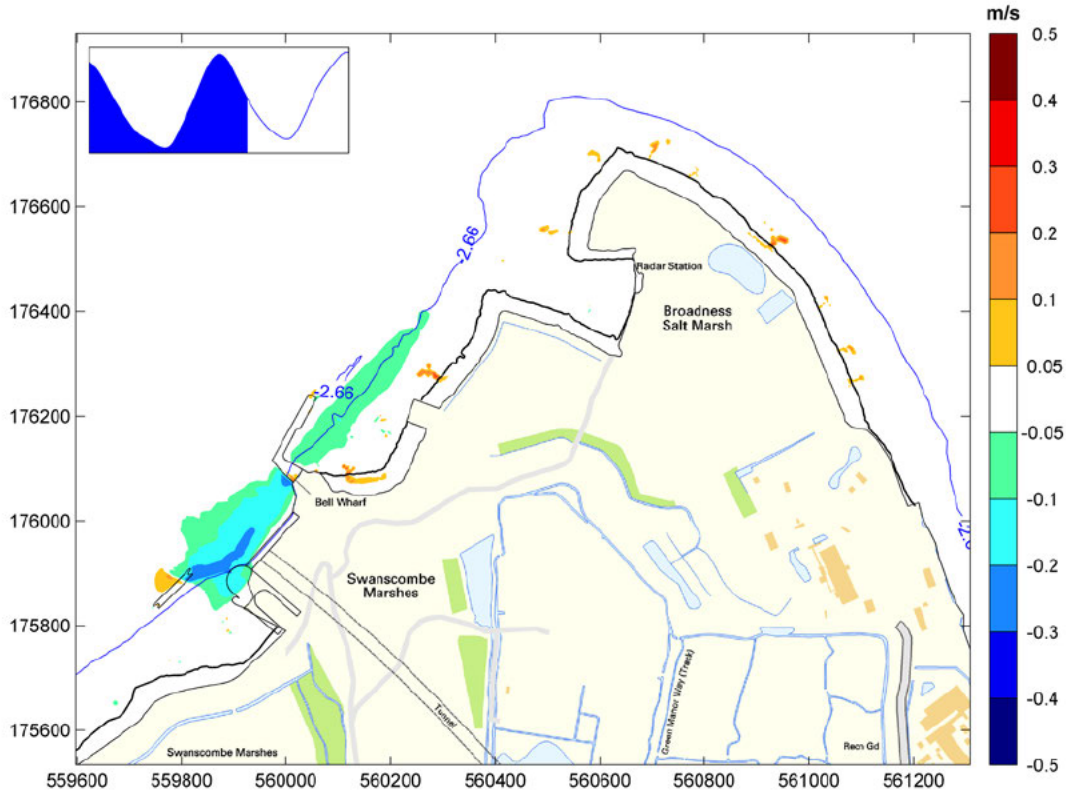 m/s
0.5
0.4
0.3
0.2
0.1
0.05
-0.05
-0.1
-0.2
-0.3
-0.4
-0.5
176800
176600
176400
176200
176000
175800
175600
-2.66
-2.66
Radar Station
Broadness
Salt Marsh
Bell Wharf
Swanscombe
Marshes
Tunnel
Green Manor Way (Track)
Swanscombe Marshes
Recn Gd
559600 559800 560000 560200 560400 560600 560800 561000 561200